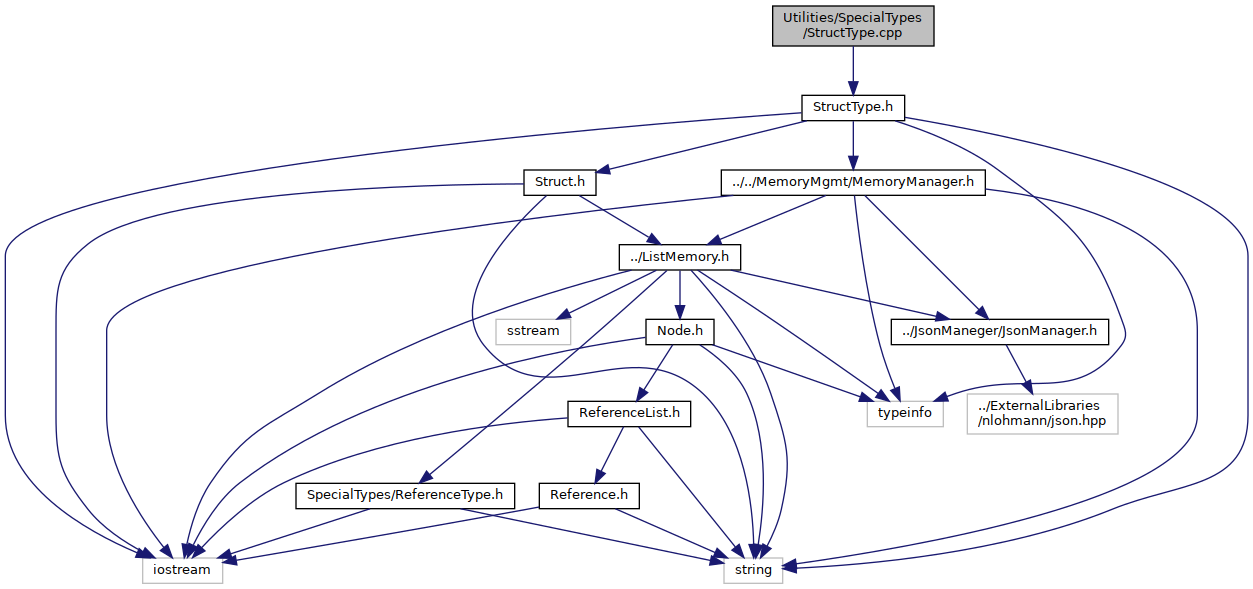 Utilities/SpecialTypes
/StructType.cpp
StructType.h
Struct.h
../../MemoryMgmt/MemoryManager.h
../ListMemory.h
sstream
Node.h
../JsonManeger/JsonManager.h
ReferenceList.h
typeinfo
../ExternalLibraries
/nlohmann/json.hpp
SpecialTypes/ReferenceType.h
Reference.h
iostream
string